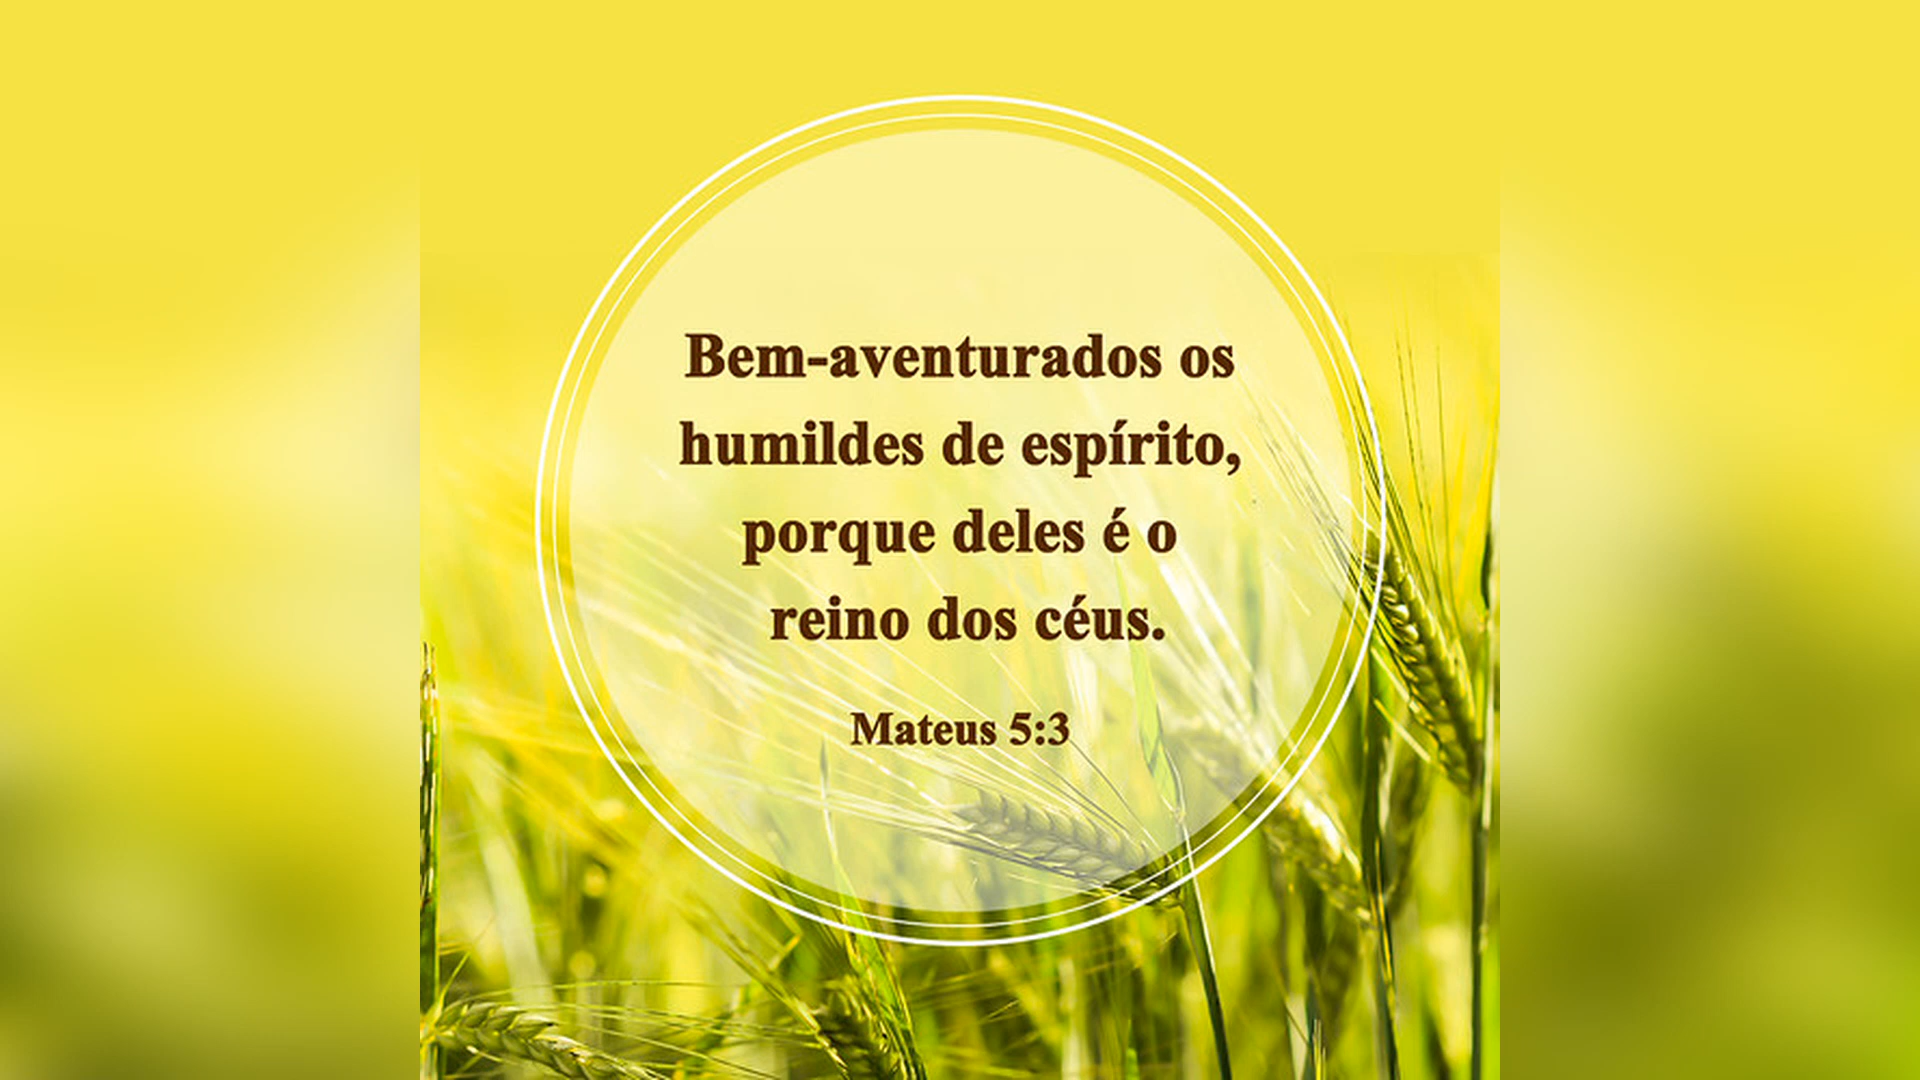 Bem-aventurados os
humildes de espírito,
porque deles é o
reino dos céus.
Mateus 5:3